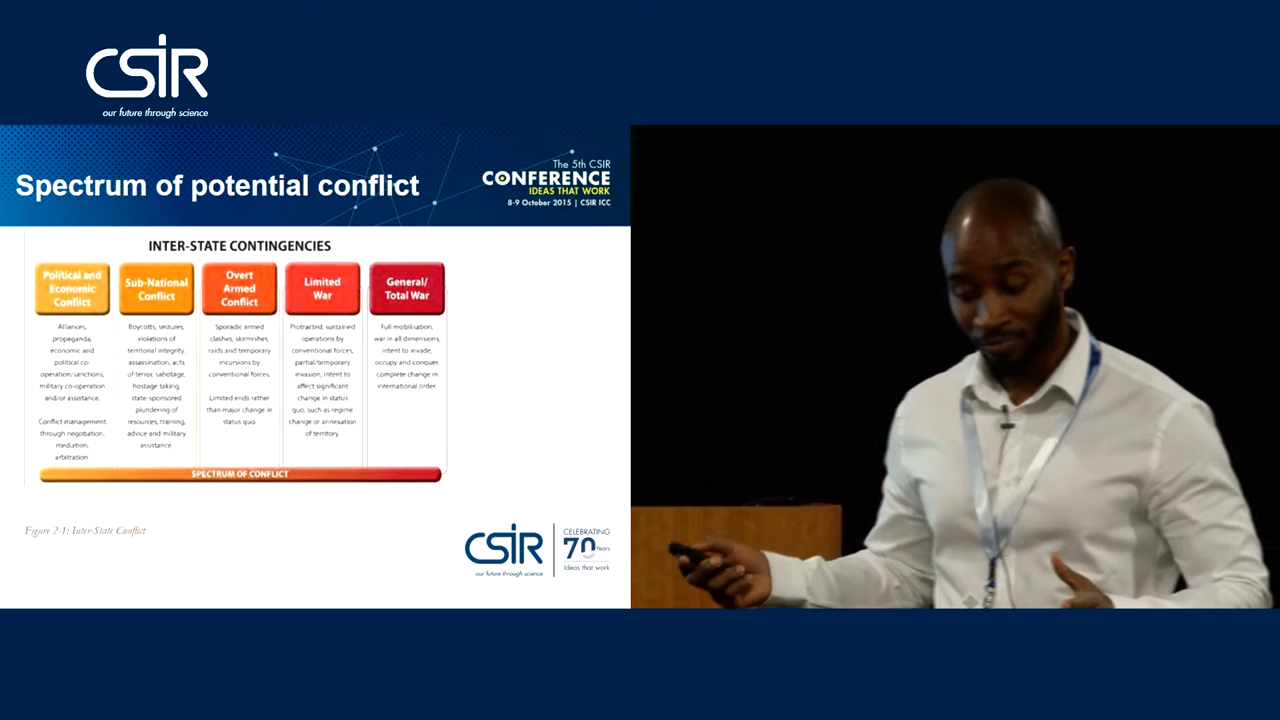 CSIR
our future through science
Spectrum of potential conflict
The 5th CSIR
CONFERENCE
IDEAS THAT WORK
8-9 October 2015 | CSIR ICC
INTER-STATE CONTINGENCIES
Political and
Economic
Conflict
Alliances,
propaganda,
economic and
political co-
operation/sanctions,
military co-operation
and/or assistance.
Conflict management
through negotiation,
mediation,
arbitration
Sub-National
Conflict
Boycotts, seizures,
violations of
territorial integrity,
assassination, acts
of terror, sabotage,
hostage taking,
state-sponsored
plundering of
resources, training,
advice and military
assistance
Overt
Armed
Conflict
Sporadic armed
clashes, skirmishes,
raids and temporary
incursions by
conventional forces.
Limited ends rather
than major change in
status quo.
Limited
War
Protracted, sustained
operations by
conventional forces,
partial/temporary
invasion, intent to
affect significant
change in status
quo, such as regime
change or annexation
of territory.
General/
Total War
Full mobilisation,
war in all dimensions,
intent to invade,
occupy and conquer,
complete change in
international order
SPECTRUM OF CONFLICT
Figure 2-1: Inter-State Conflict
CSIR
our future through science
CELEBRATING
70 Years
Ideas that work